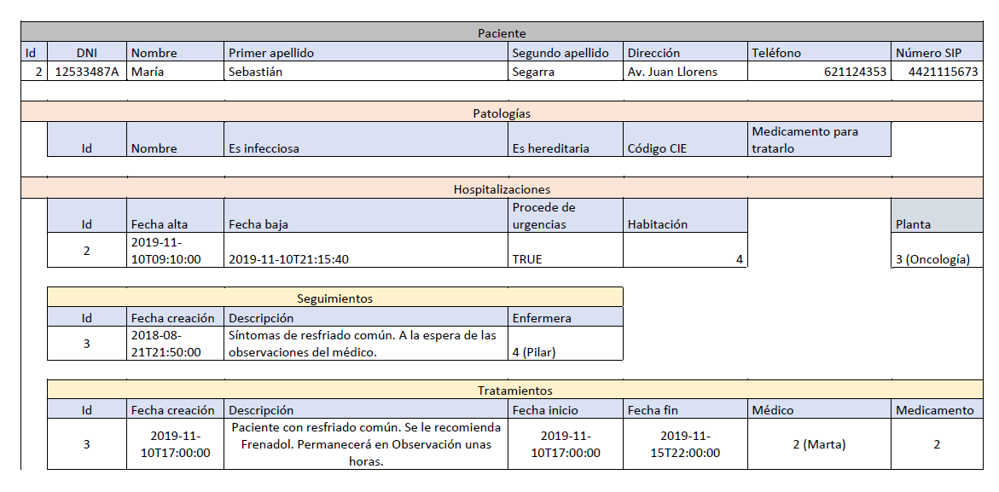 Paciente
Id DNI Nombre Primer apellido Segundo apellido Dirección Teléfono Número SIP
2 12533487A María Sebastián Segarra Av. Juan Llorens 621124353 4421115673
Patologías
Id Nombre Es infecciosa Es hereditaria Código CIE Medicamento para tratarlo
Hospitalizaciones
Id Fecha alta Fecha baja Procede de urgencias Habitación Planta
2 2019-11-10T09:10:00 2019-11-10T21:15:40 TRUE 4 3 (Oncología)
Seguimientos
Id Fecha creación Descripción Enfermera
3 2018-08-21T21:50:00 Síntomas de resfriado común. A la espera de las observaciones del médico. 4 (Pilar)
Tratamientos
Id Fecha creación Descripción Fecha inicio Fecha fin Médico Medicamento
3 2019-11-10T17:00:00 Paciente con resfriado común. Se le recomienda Frenadol. Permanecerá en Observación unas horas. 2019-11-10T17:00:00 2019-11-15T22:00:00 2 (Marta) 2